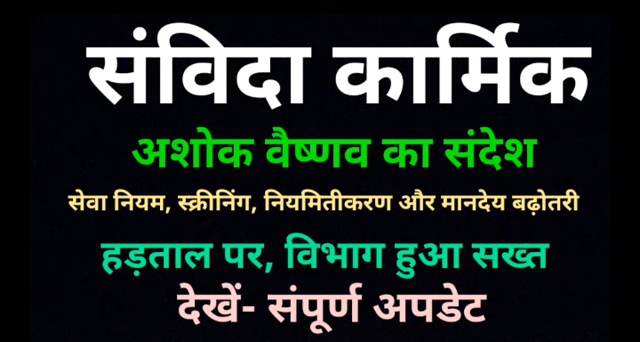 संविदा कार्मिक
अशोक वैष्णव का संदेश
सेवा नियम, स्क्रीनिंग, नियमितीकरण और मानदेय बढ़ोतरी
हड़ताल पर, विभाग हुआ सख्त
देखें- संपूर्ण अपडेट